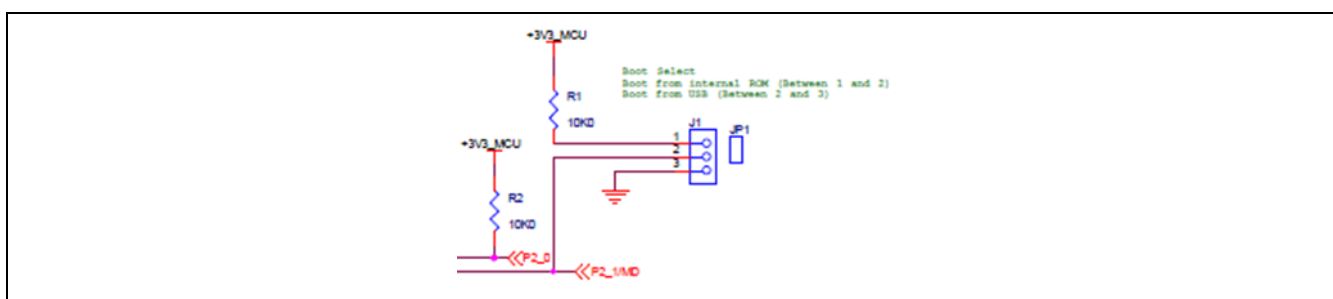 +3V3_MCU
Boot Select
Boot from internal ROM (Between 1 and 2)
Boot from USB (Between 2 and 3)
R1
10K0
J1
JP1
1
2
3
+3V3_MCU
R2
10K0
P2_0
P2_1/MD